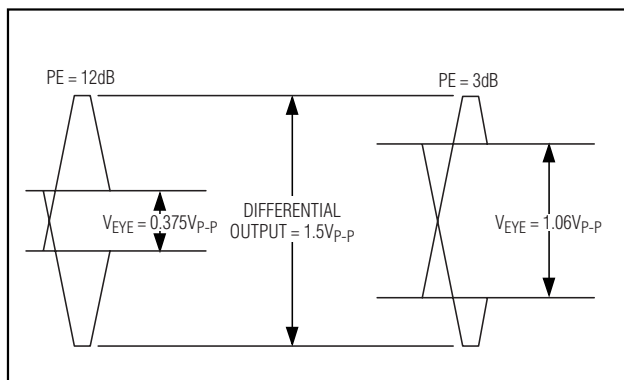 PE = 12dB
PE = 3dB
VEYE = 0.375VP-P
DIFFERENTIAL
OUTPUT = 1.5VP-P
VEYE = 1.06VP-P